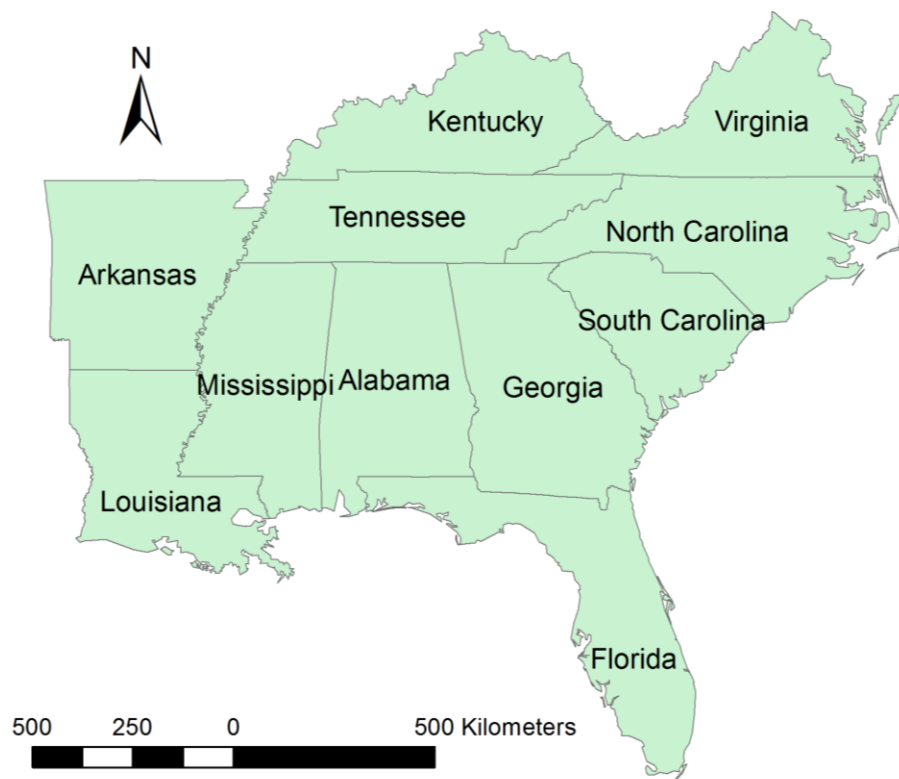 N
Kentucky
Virginia
Tennessee
North Carolina
Arkansas
South Carolina
Mississippi
Alabama
Georgia
Louisiana
Florida
500 250 0 500 Kilometers